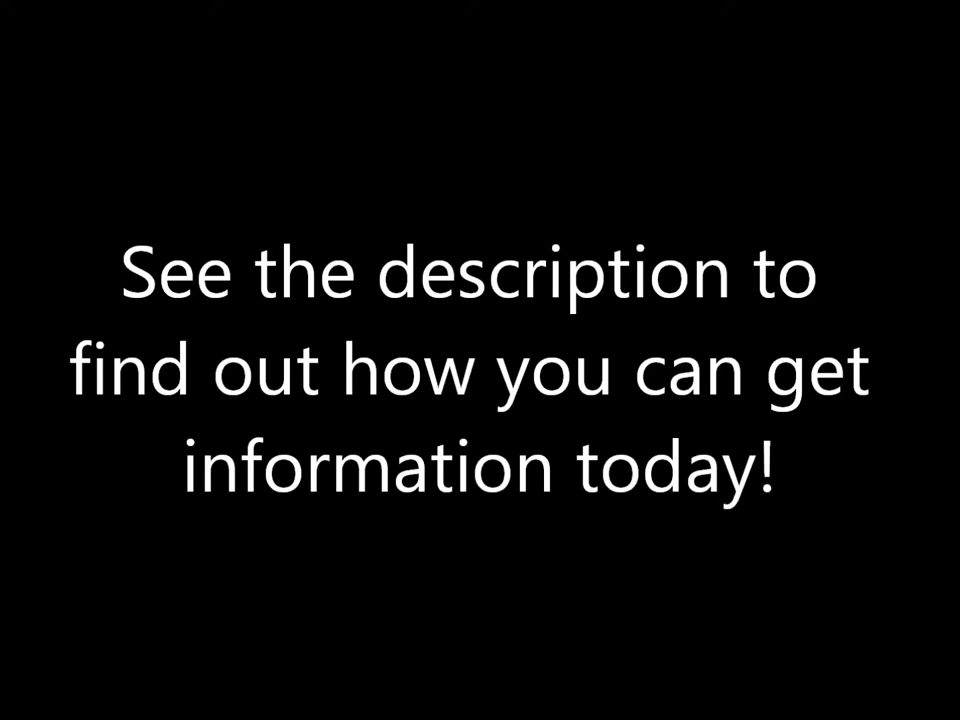 See the description to
find out how you can get
information today!